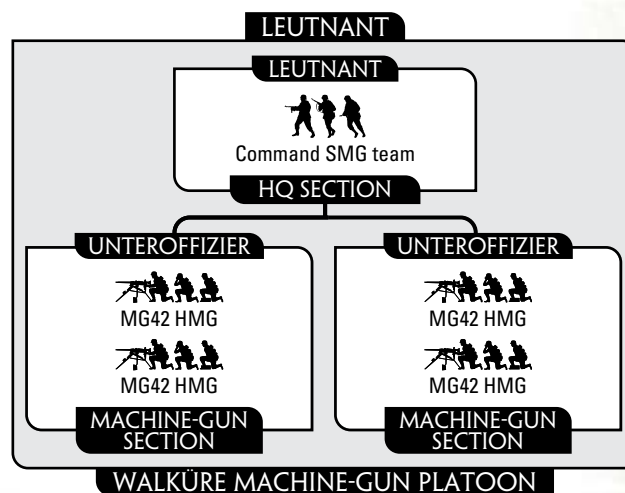 LEUTNANT
LEUTNANT
Command SMG team
HQ SECTION
UNTEROFFIZIER
MG42 HMG
MG42 HMG
MACHINE-GUN
SECTION
UNTEROFFIZIER
MG42 HMG
MG42 HMG
MACHINE-GUN
SECTION
WALKÜRE MACHINE-GUN PLATOON